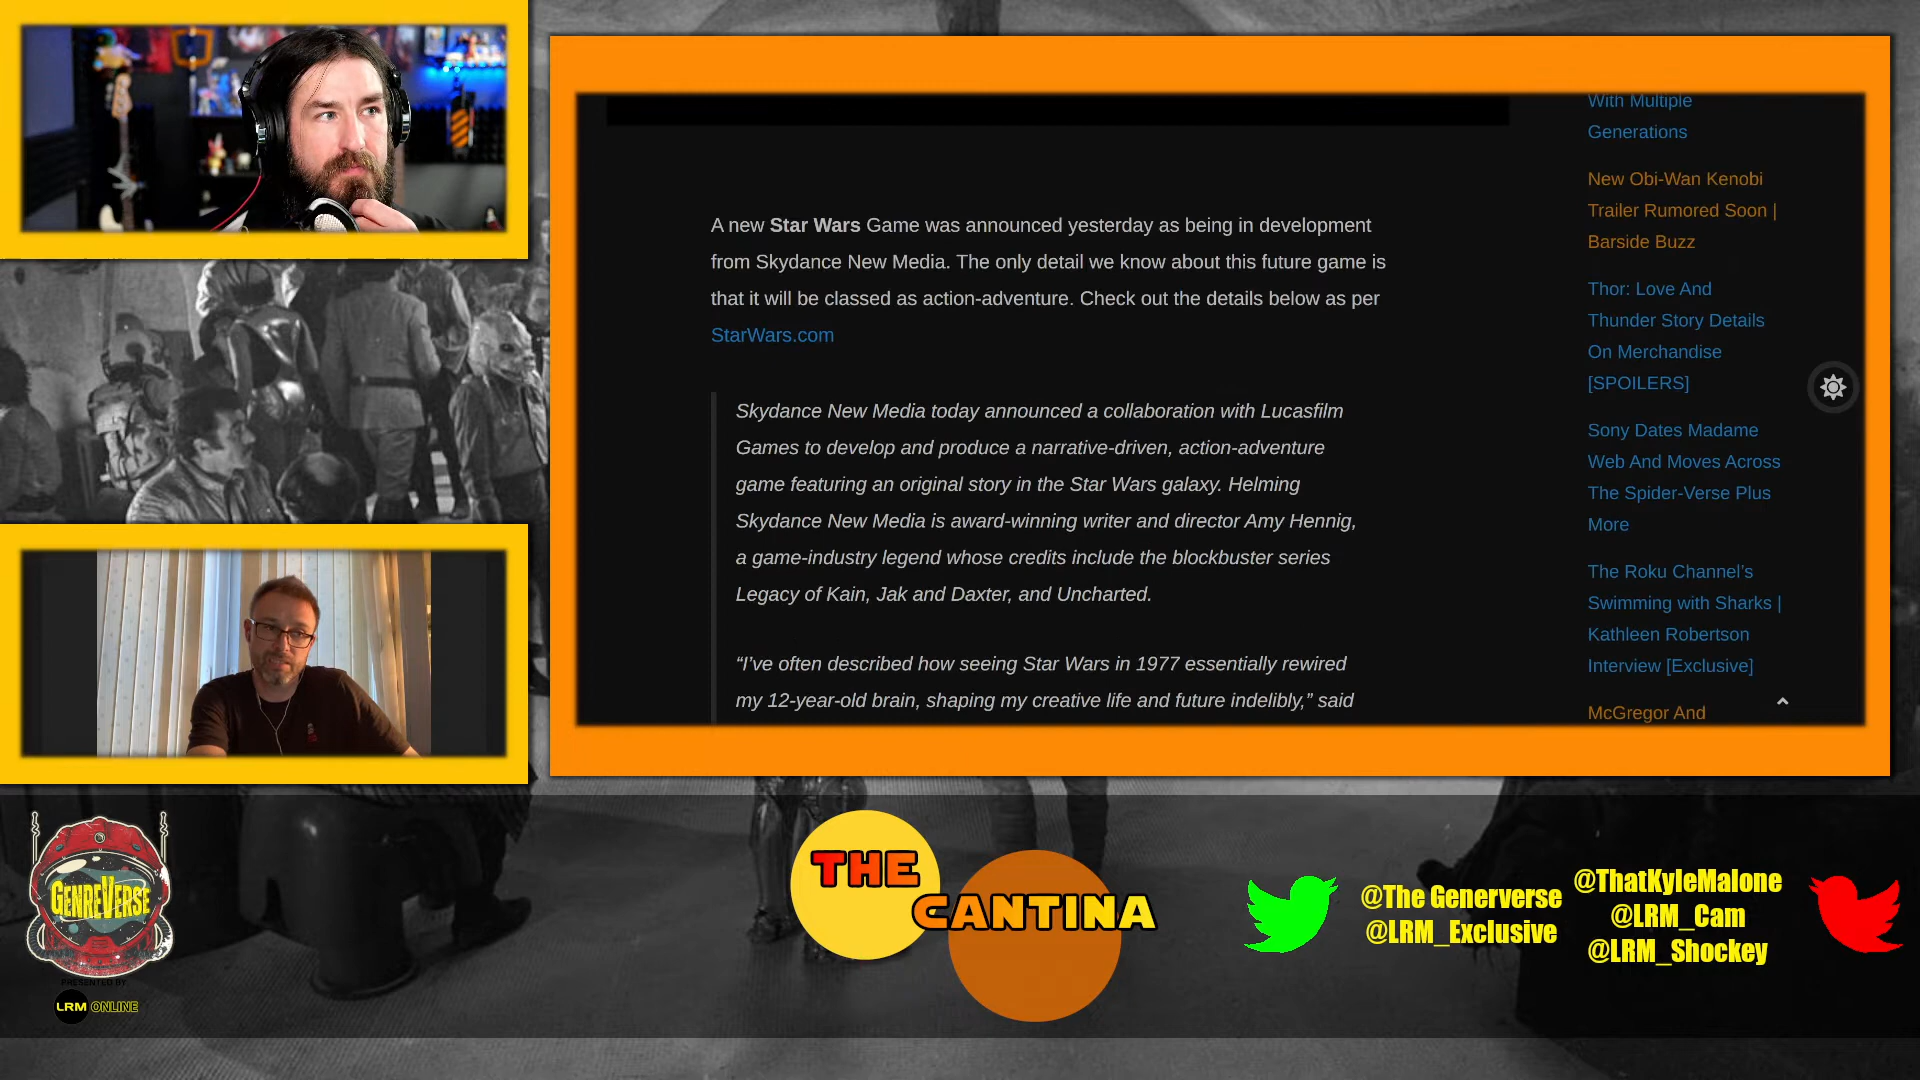 A new Star Wars Game was announced yesterday as being in development
from Skydance New Media. The only detail we know about this future game is
that it will be classed as action-adventure. Check out the details below as per
StarWars.com
Skydance New Media today announced a collaboration with Lucasfilm
Games to develop and produce a narrative-driven, action-adventure
game featuring an original story in the Star Wars galaxy. Helming
Skydance New Media is award-winning writer and director Amy Hennig,
a game-industry legend whose credits include the blockbuster series
Legacy of Kain, Jak and Daxter, and Uncharted.
“I’ve often described how seeing Star Wars in 1977 essentially rewired
my 12-year-old brain, shaping my creative life and future indelibly,” said
With Multiple
Generations
New Obi-Wan Kenobi
Trailer Rumored Soon |
Barside Buzz
Thor: Love And
Thunder Story Details
On Merchandise
[SPOILERS]
Sony Dates Madame
Web And Moves Across
The Spider-Verse Plus
More
The Roku Channel’s
Swimming with Sharks |
Kathleen Robertson
Interview [Exclusive]
McGregor And
GENREVERSE
PRESENTED BY
LRM ONLINE
THE
CANTINA
@The Generverse
@LRM_Exclusive
@ThatKyleMalone
@LRM_Cam
@LRM_Shockey